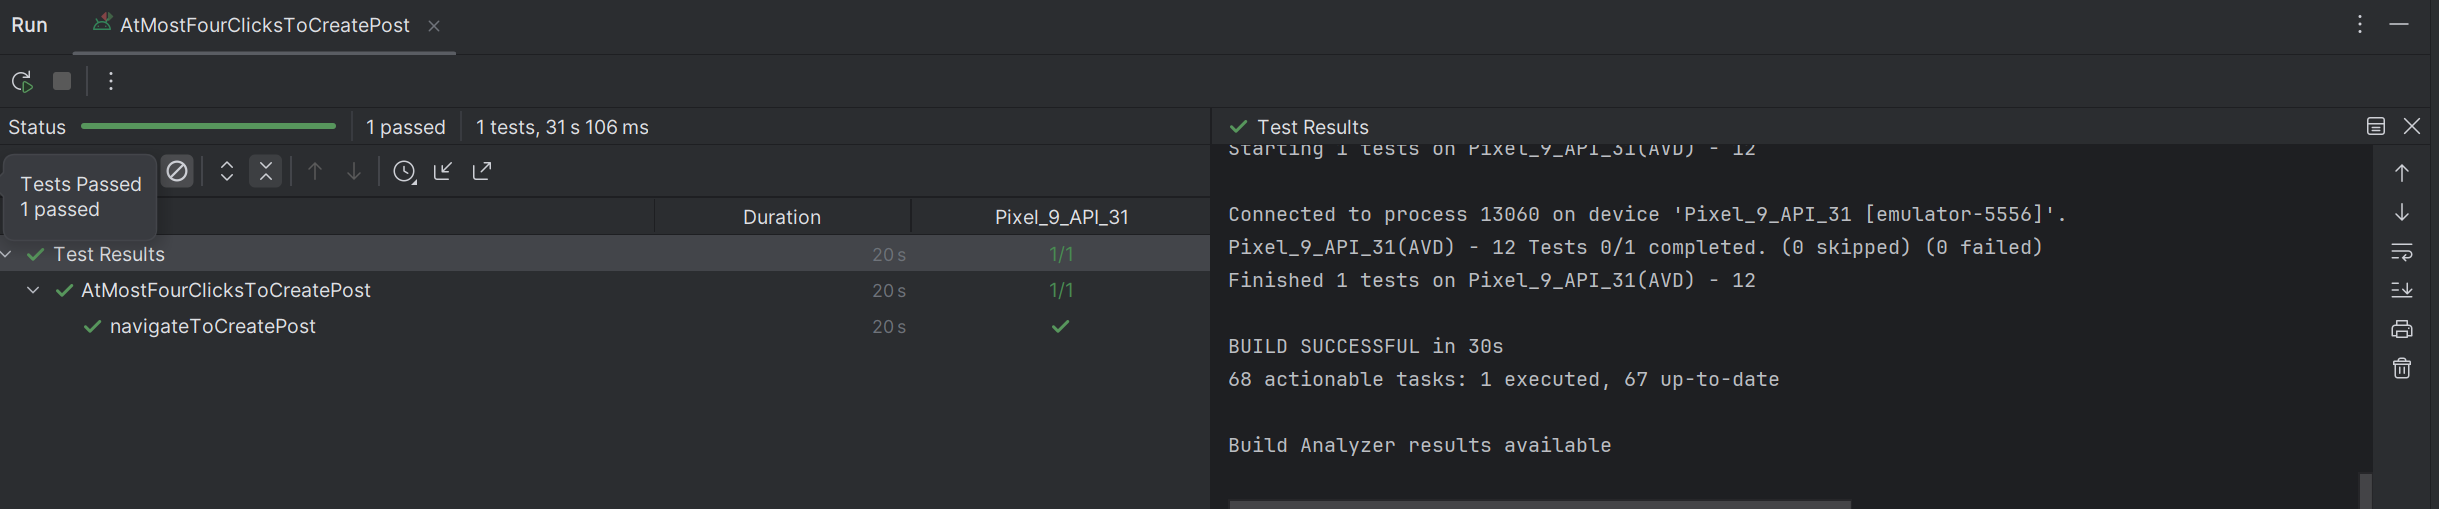 Run
AtMostFourClicksToCreatePost
Status
1 passed
1 tests, 31 s 106 ms
Tests Passed
1 passed
Duration
Pixel_9_API_31
Test Results
20 s
1/1
AtMostFourClicksToCreatePost
20 s
1/1
navigateToCreatePost
20 s
Test Results
Starting 1 tests on Pixel_9_API_31(AVD) - 12
Connected to process 13060 on device 'Pixel_9_API_31 [emulator-5556]'.
Pixel_9_API_31(AVD) - 12 Tests 0/1 completed. (0 skipped) (0 failed)
Finished 1 tests on Pixel_9_API_31(AVD) - 12
BUILD SUCCESSFUL in 30s
68 actionable tasks: 1 executed, 67 up-to-date
Build Analyzer results available